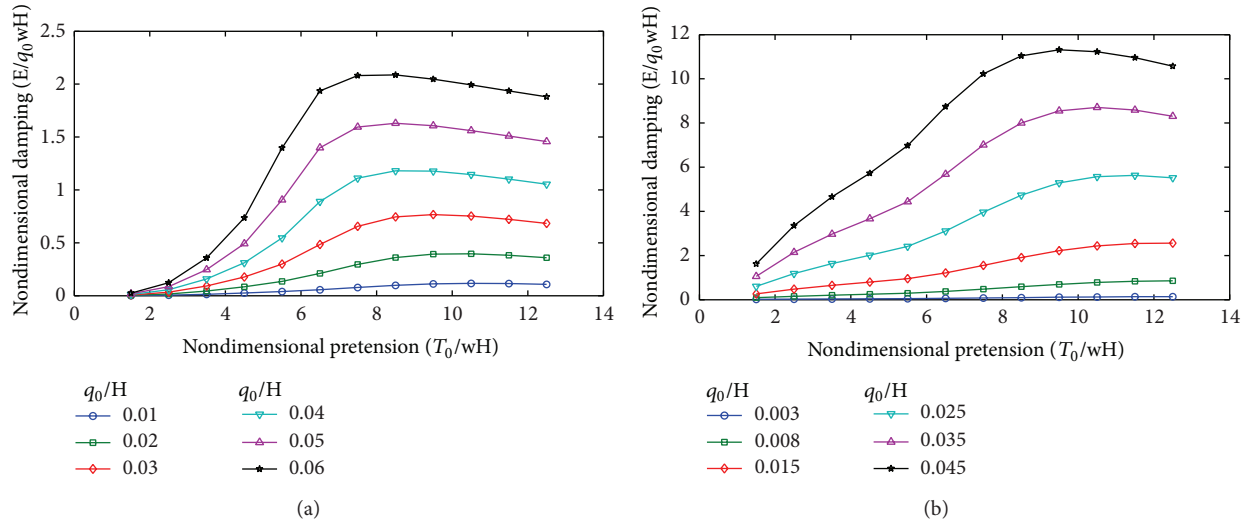 2.5
2
1.5
1
0.5
0
0 2 4 6 8 10 12 14
Nondimensional damping (E/q₀wH)
Nondimensional pretension (T₀/wH)
q₀/H
0.01
0.02
0.03
q₀/H
0.04
0.05
0.06
(a)
12
10
8
6
4
2
0
0 2 4 6 8 10 12 14
Nondimensional damping (E/q₀wH)
Nondimensional pretension (T₀/wH)
q₀/H
0.003
0.008
0.015
q₀/H
0.025
0.035
0.045
(b)